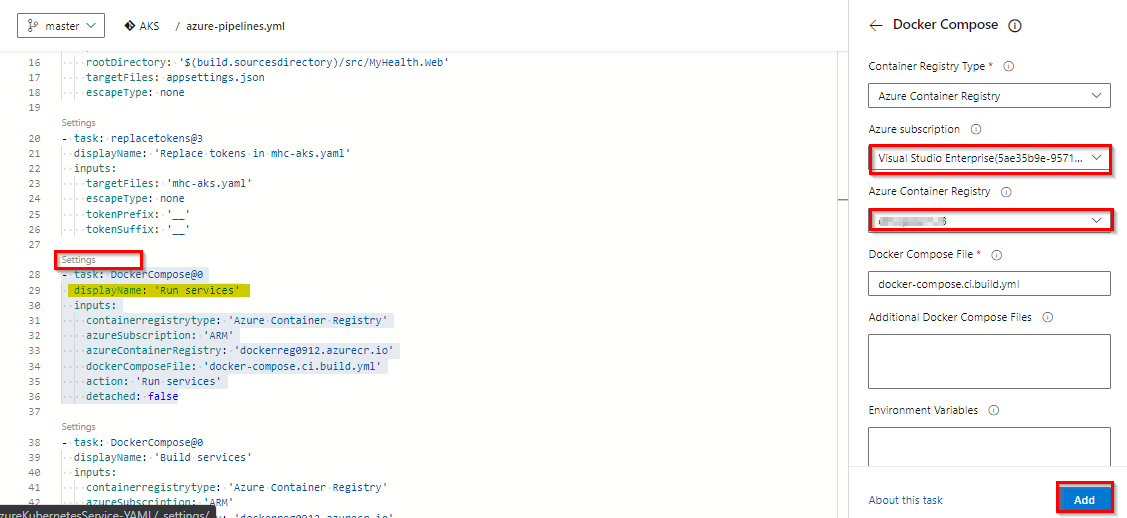 master
AKS / azure-pipelines.yml
16 rootDirectory: '$(build.sourcesdirectory)/src/MyHealth.Web'
17 targetFiles: appsettings.json
18 escapeType: none
19
Settings
20 - task: replacetokens@3
21 displayName: 'Replace tokens in mhc-aks.yaml'
22 inputs:
23 targetFiles: 'mhc-aks.yaml'
24 escapeType: none
25 tokenPrefix: '__'
26 tokenSuffix: '__'
27
Settings
28 - task: DockerCompose@0
29 displayName: 'Run services'
30 inputs:
31 containerregistrytype: 'Azure Container Registry'
32 azureSubscription: 'ARM'
33 azureContainerRegistry: 'dockerreg0912.azurecr.io'
34 dockerComposeFile: 'docker-compose.ci.build.yml'
35 action: 'Run services'
36 detached: false
37
Settings
38 - task: DockerCompose@0
39 displayName: 'Build services'
40 inputs:
41 containerregistrytype: 'Azure Container Registry'
42 azureSubscription: 'ARM'
'dockerreg0912.azurecr.io'
zureKubernetesService-YAML/_settings/
Docker Compose
Container Registry Type *
Azure Container Registry
Azure subscription
Visual Studio Enterprise(5ae35b9e-9571...
Azure Container Registry
Docker Compose File *
docker-compose.ci.build.yml
Additional Docker Compose Files
Environment Variables
About this task
Add